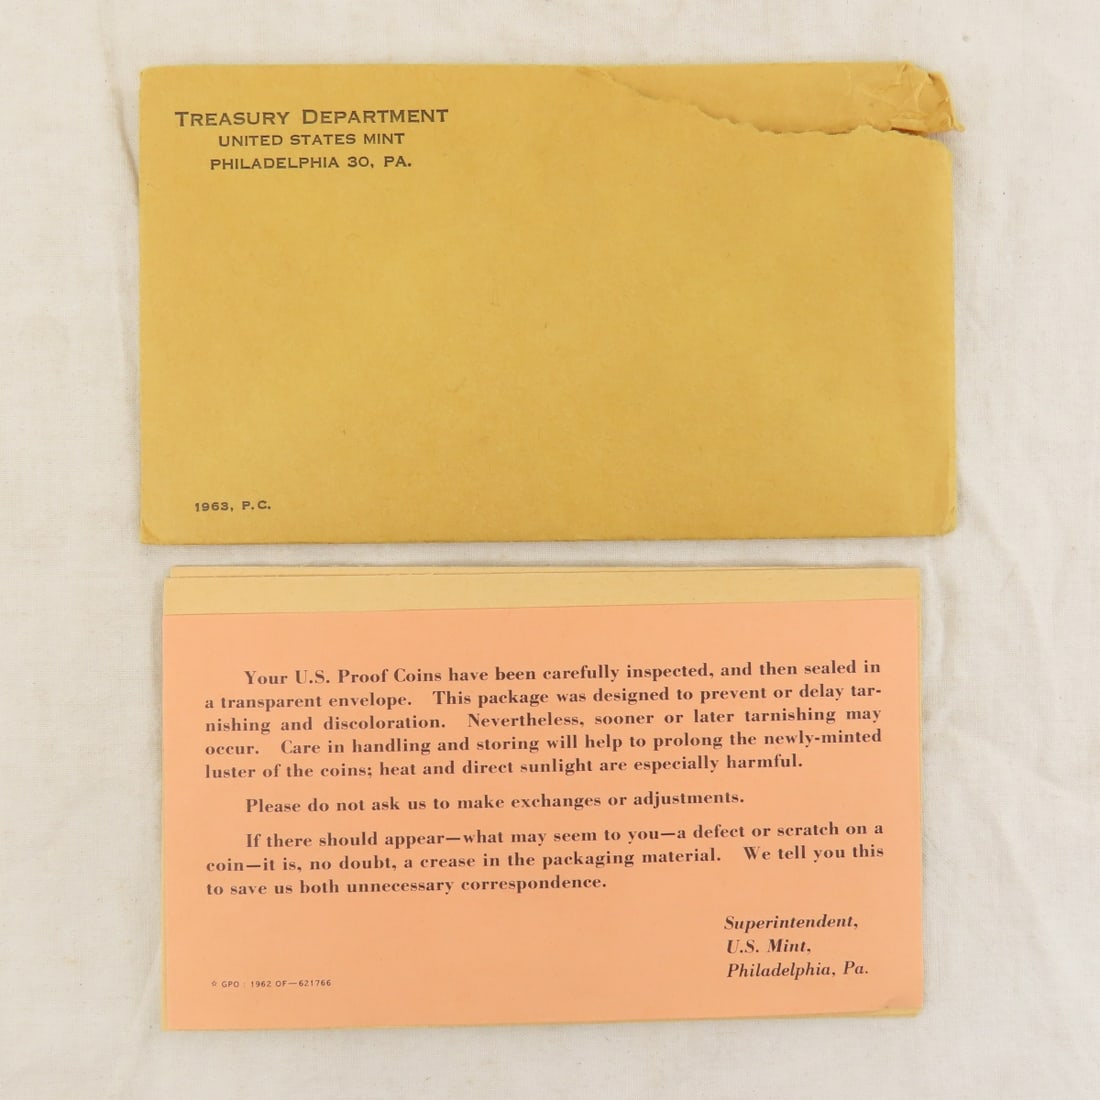 TREASURY DEPARTMENT
UNITED STATES MINT
PHILADELPHIA 30, PA.
1963, P.C.
Your U.S. Proof Coins have been carefully inspected, and then sealed in
a transparent envelope. This package was designed to prevent or delay tar-
nishing and discoloration. Nevertheless, sooner or later tarnishing may
occur. Care in handling and storing will help to prolong the newly-minted
luster of the coins; heat and direct sunlight are especially harmful.
Please do not ask us to make exchanges or adjustments.
If there should appear—what may seem to you—a defect or scratch on a
coin—it is, no doubt, a crease in the packaging material. We tell you this
to save us both unnecessary correspondence.
Superintendent,
U.S. Mint,
Philadelphia, Pa.
☆ GPO : 1962 OF—621766